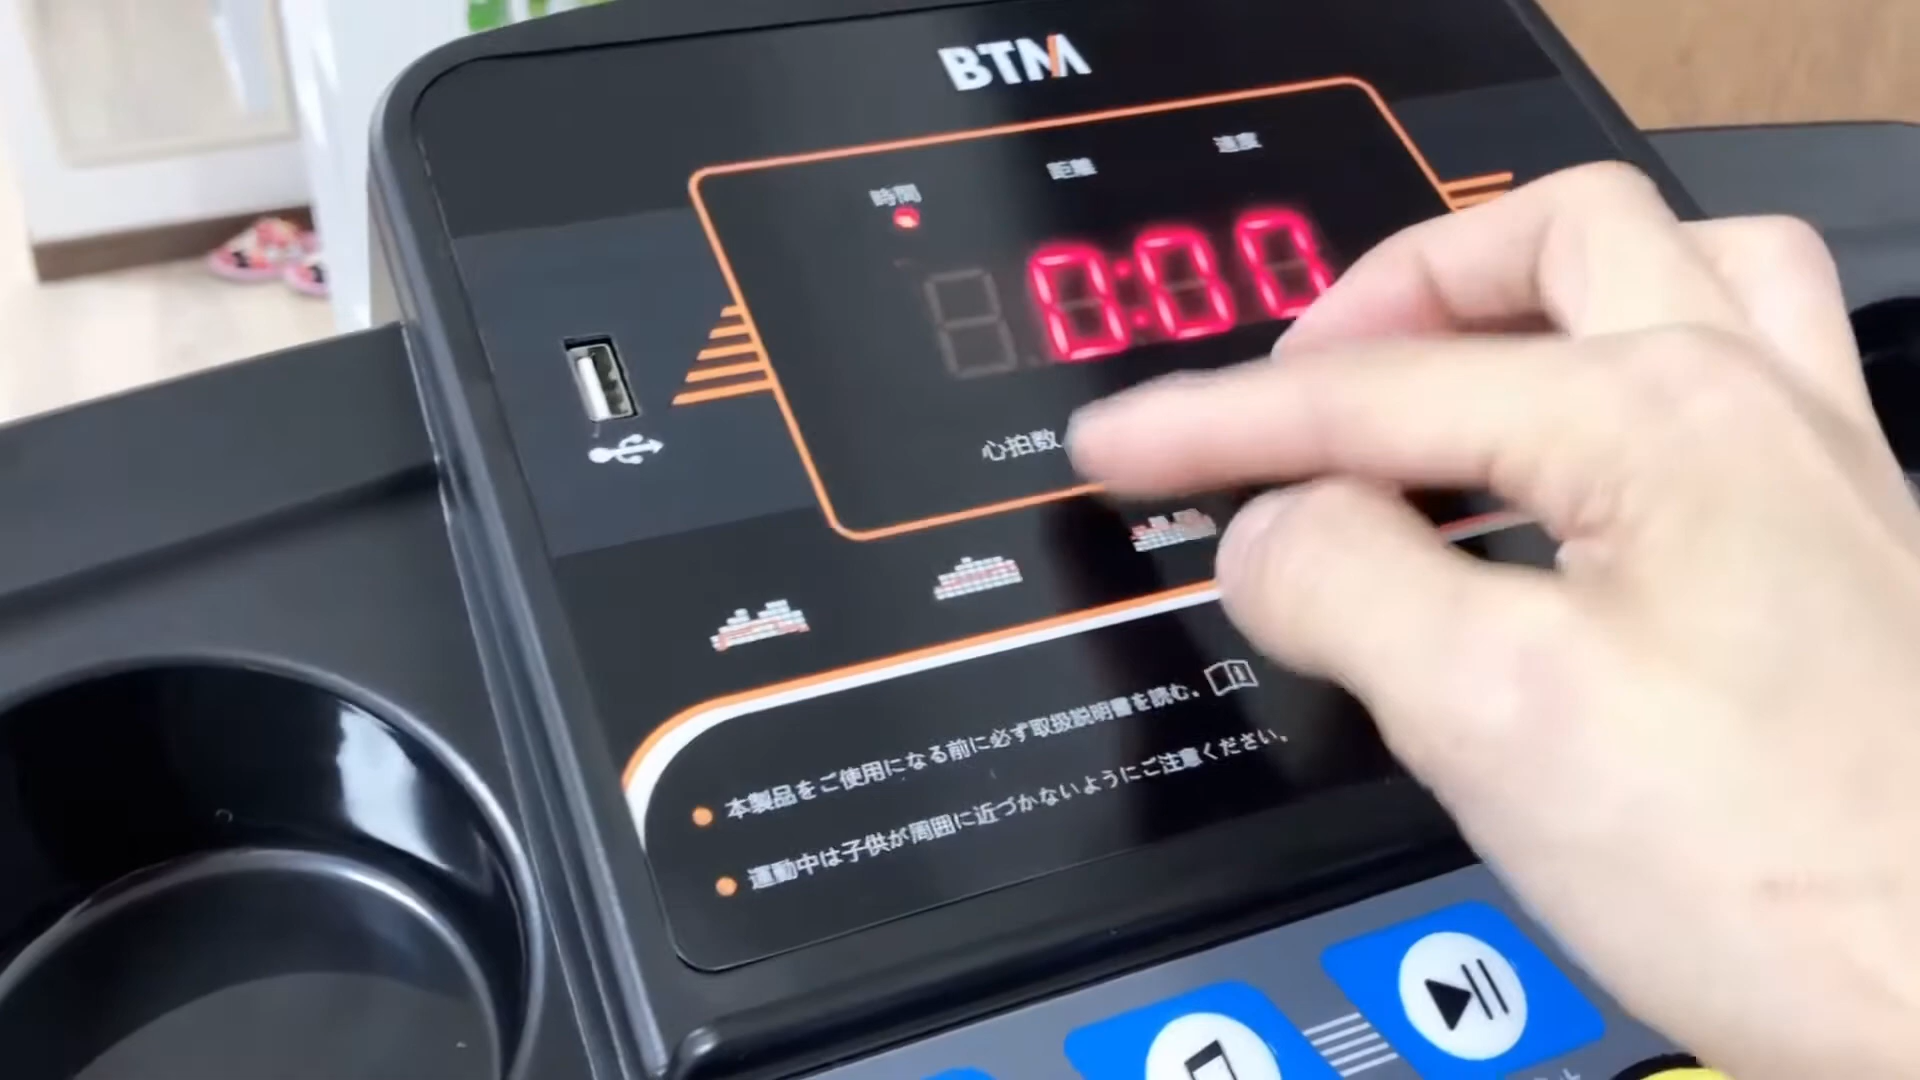 BTM
時間
距離
速度
0:00
心拍数
本製品をご使用になる前に必ず取扱説明書を読む。
運動中は子供が周囲に近づかないようにご注意ください。